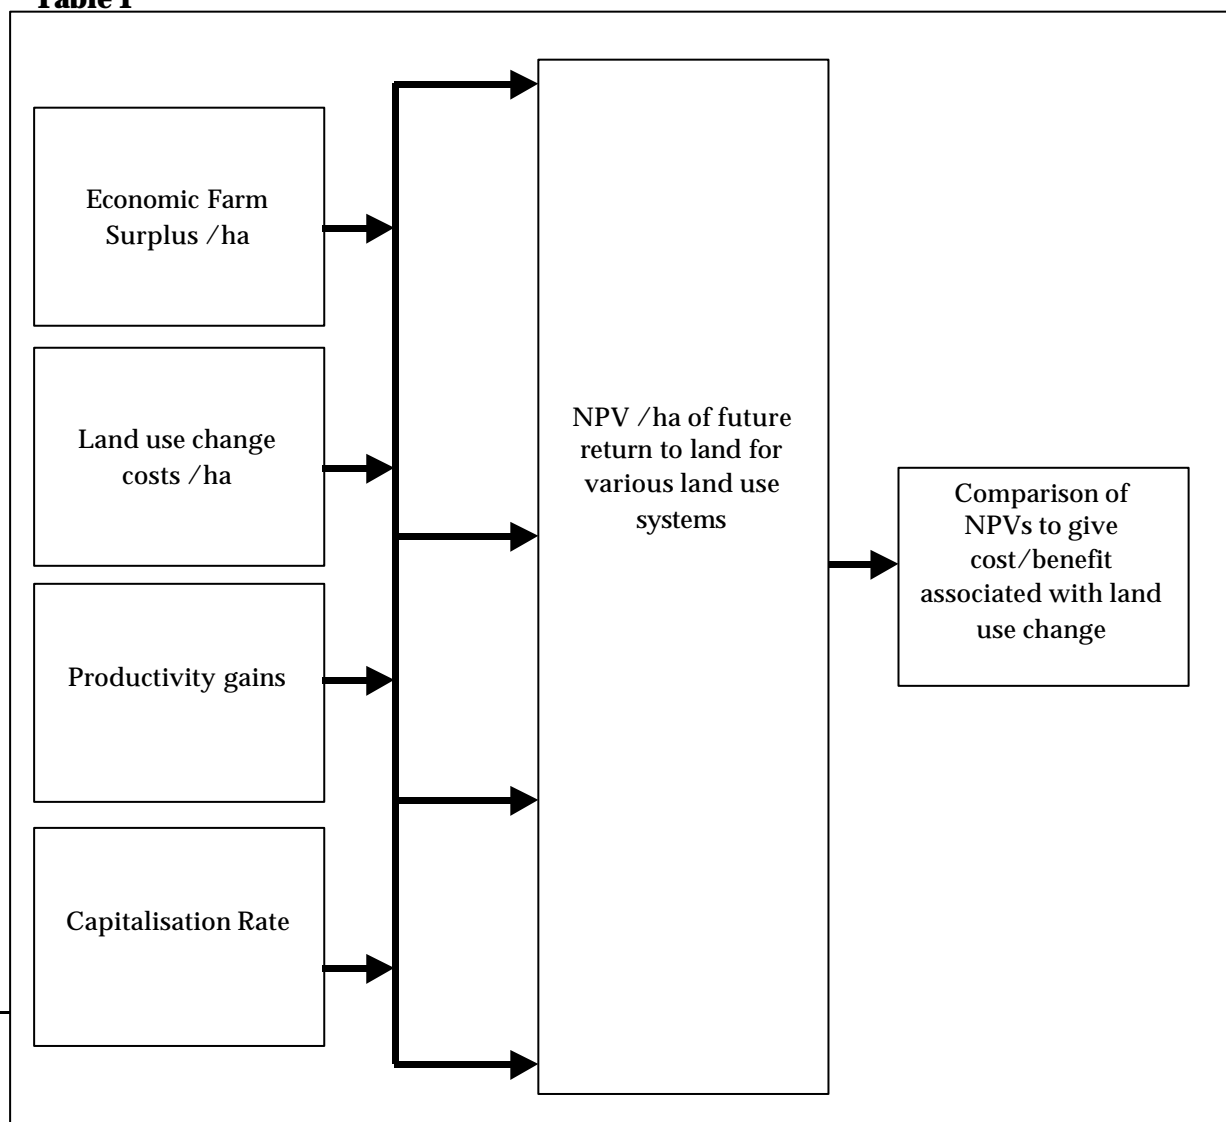 Table 1
Economic Farm
Surplus /ha
Land use change
costs /ha
Productivity gains
Capitalisation Rate
NPV /ha of future
return to land for
various land use
systems
Comparison of
NPVs to give
cost/benefit
associated with land
use change